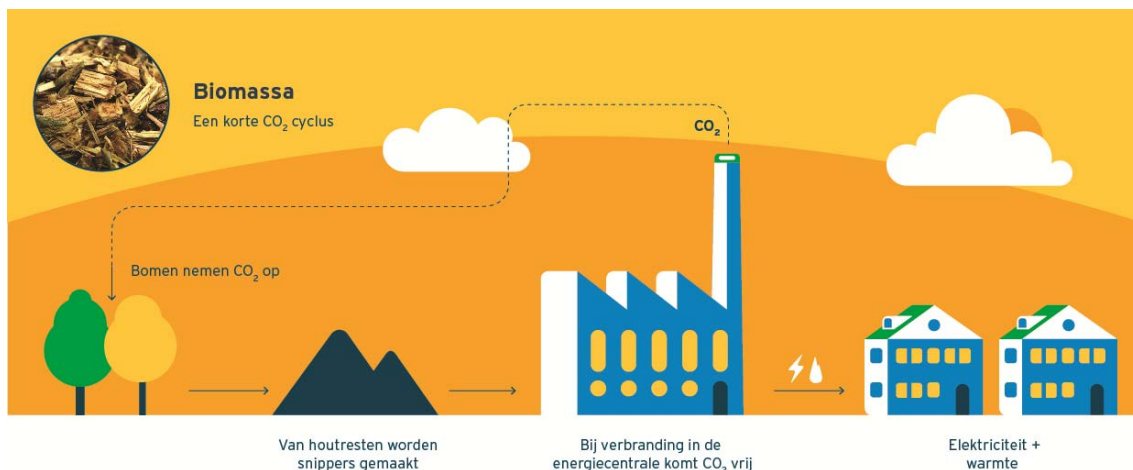 Biomassa
Een korte CO₂ cyclus
CO₂
Bomen nemen CO₂ op
Van houtresten worden
snippers gemaakt
Bij verbranding in de
energiecentrale komt CO₂ vrij
Elektriciteit +
warmte